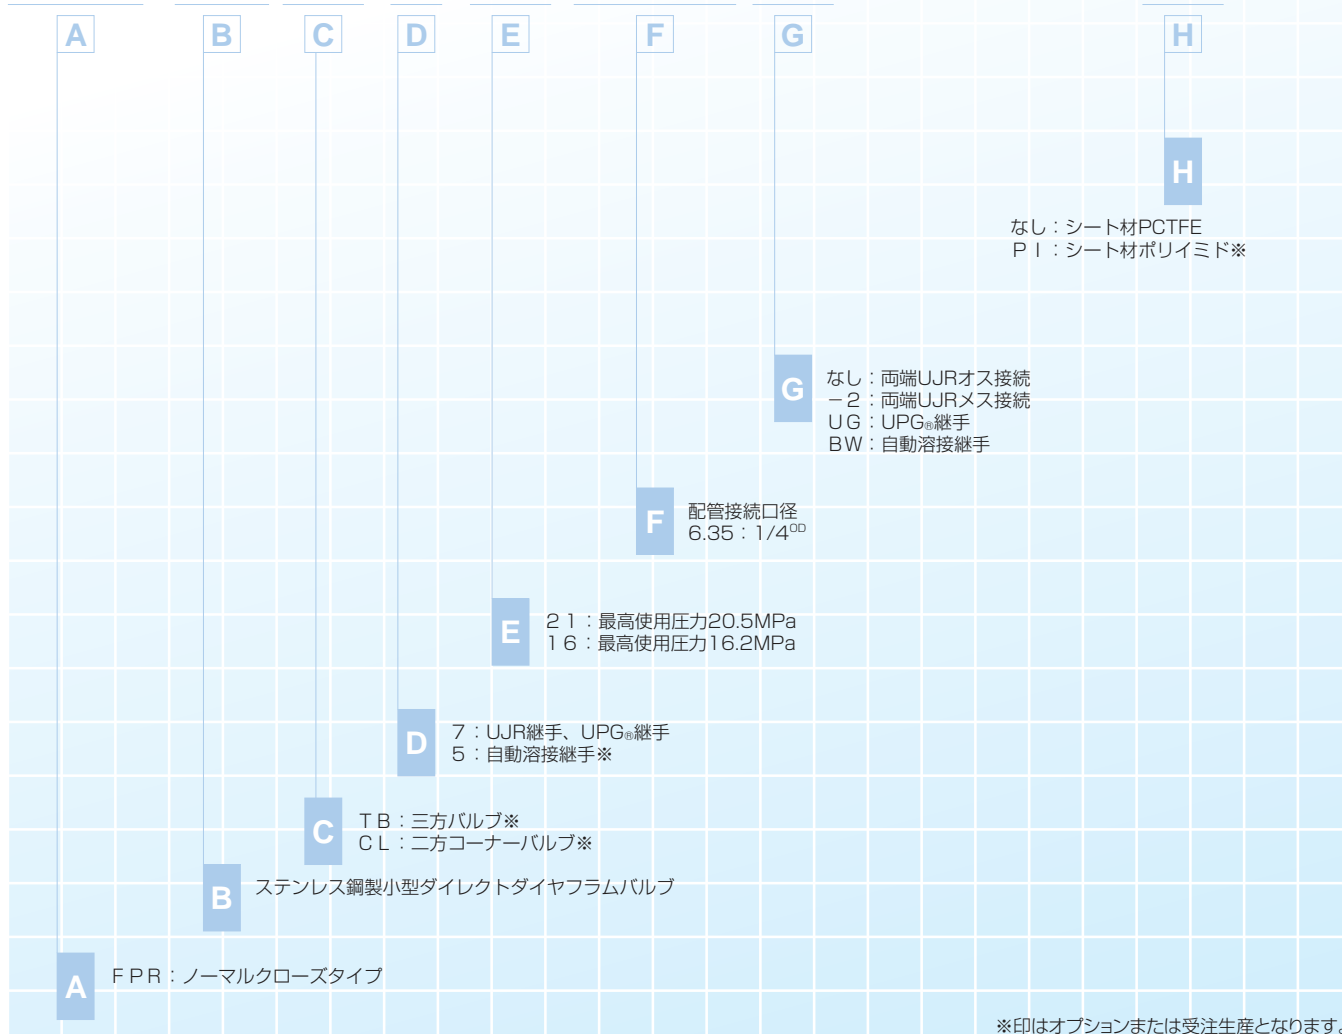 A B C D E F G H
H
なし：シート材PCTFE
ＰＩ：シート材ポリイミド※
G
なし：両端UJRオス接続
－２：両端UJRメス接続
ＵＧ：UPG®継手
ＢＷ：自動溶接継手
F
配管接続口径
6.35：1/4OD
E
２１：最高使用圧力20.5MPa
１６：最高使用圧力16.2MPa
D
７：UJR継手、UPG®継手
５：自動溶接継手※
C
ＴＢ：三方バルブ※
ＣＬ：二方コーナーバルブ※
B
ステンレス鋼製小型ダイレクトダイヤフラムバルブ
A
ＦＰＲ：ノーマルクローズタイプ
※印はオプションまたは受注生産となります。